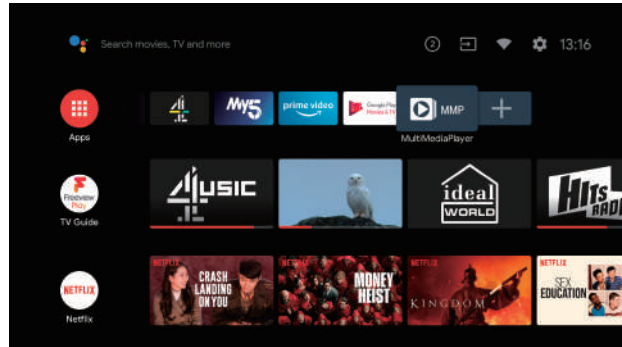 Search movies, TV and more
2
13:16
Apps
4
My5
prime video
Google Play
Movies & TV
MMP
MultiMediaPlayer
Freeview
Play
TV Guide
4Music
ideal
WORLD
HITS
RADIO
NETFLIX
Netflix
NETFLIX
CRASH
LANDING
ON YOU
NETFLIX
MONEY
HEIST
NETFLIX
KINGDOM
NETFLIX
SEX
EDUCATION